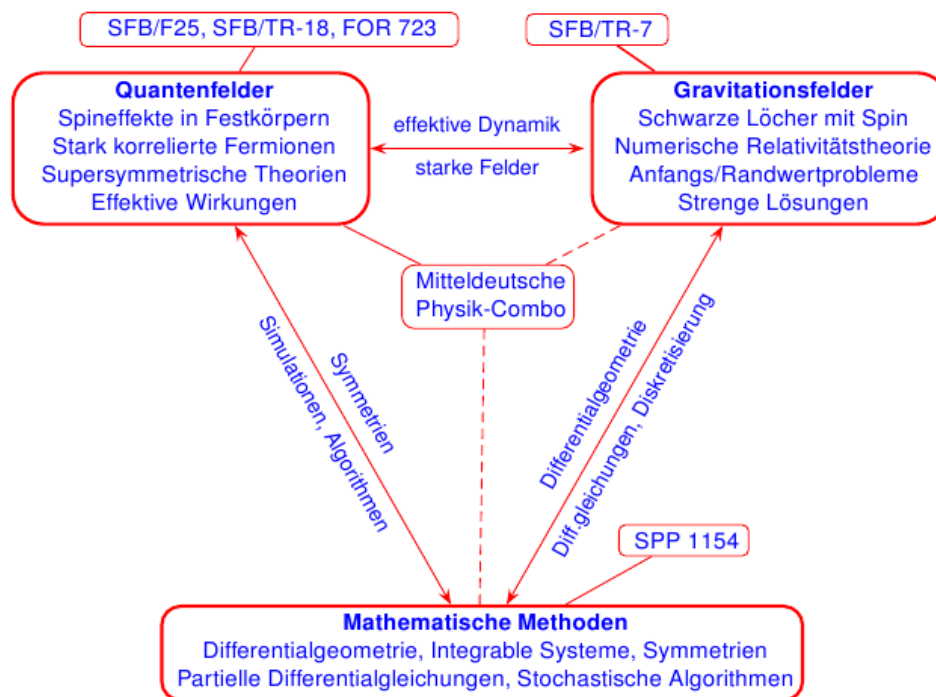 SFB/F25, SFB/TR-18, FOR 723
SFB/TR-7
Quantenfelder
Spineffekte in Festkörpern
Stark korrelierte Fermionen
Supersymmetrische Theorien
Effektive Wirkungen
effektive Dynamik
starke Felder
Gravitationsfelder
Schwarze Löcher mit Spin
Numerische Relativitätstheorie
Anfangs/Randwertprobleme
Strenge Lösungen
Mitteldeutsche
Physik-Combo
Symmetrien
Simulationen, Algorithmen
Differentialgeometrie
Diff.gleichungen, Diskretisierung
SPP 1154
Mathematische Methoden
Differentialgeometrie, Integrable Systeme, Symmetrien
Partielle Differentialgleichungen, Stochastische Algorithmen